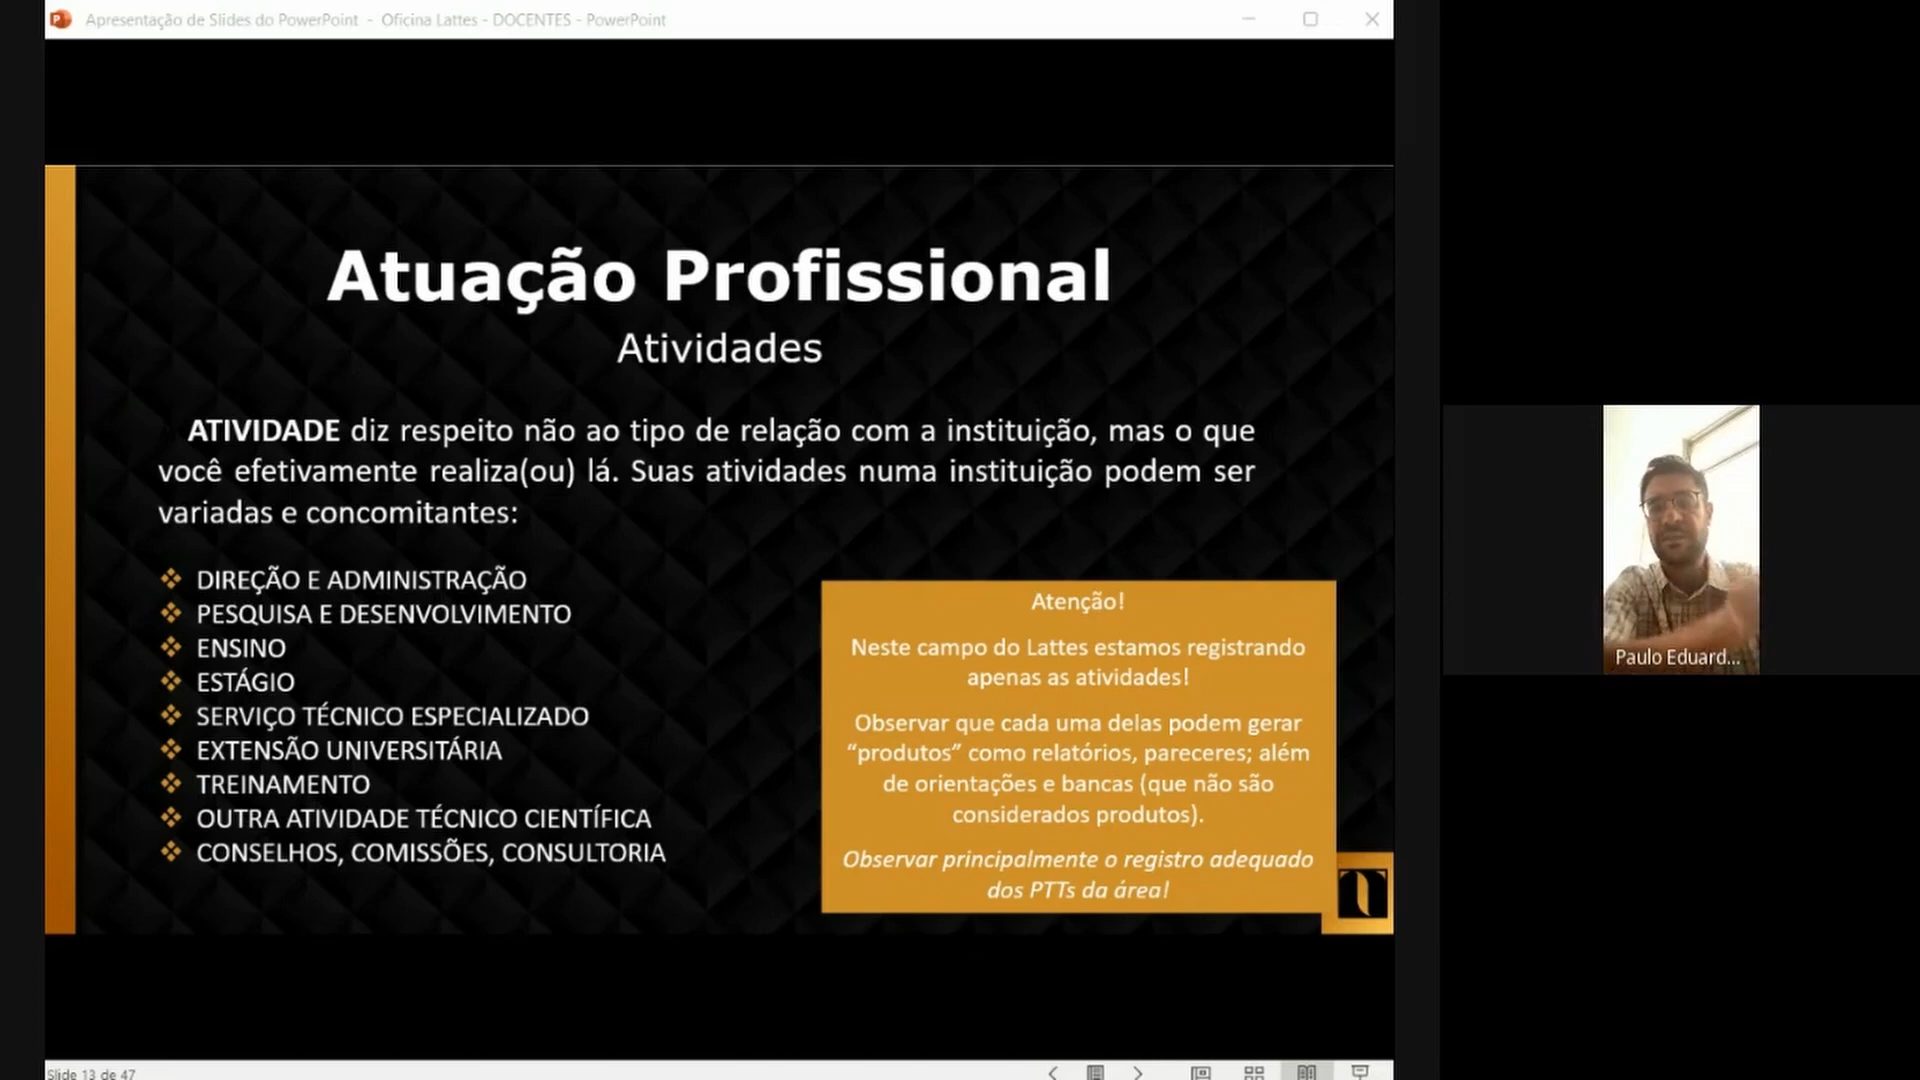 Apresentação de Slides do PowerPoint - Oficina Lattes - DOCENTES - PowerPoint
Atuação Profissional
Atividades
ATIVIDADE diz respeito não ao tipo de relação com a instituição, mas o que
você efetivamente realiza(ou) lá. Suas atividades numa instituição podem ser
variadas e concomitantes:
DIREÇÃO E ADMINISTRAÇÃO
PESQUISA E DESENVOLVIMENTO
ENSINO
ESTÁGIO
SERVIÇO TÉCNICO ESPECIALIZADO
EXTENSÃO UNIVERSITÁRIA
TREINAMENTO
OUTRA ATIVIDADE TÉCNICO CIENTÍFICA
CONSELHOS, COMISSÕES, CONSULTORIA
Atenção!
Neste campo do Lattes estamos registrando
apenas as atividades!
Observar que cada uma delas podem gerar
“produtos” como relatórios, pareceres; além
de orientações e bancas (que não são
considerados produtos).
Observar principalmente o registro adequado
dos PTTs da área!
Paulo Eduard...
Slide 13 de 47